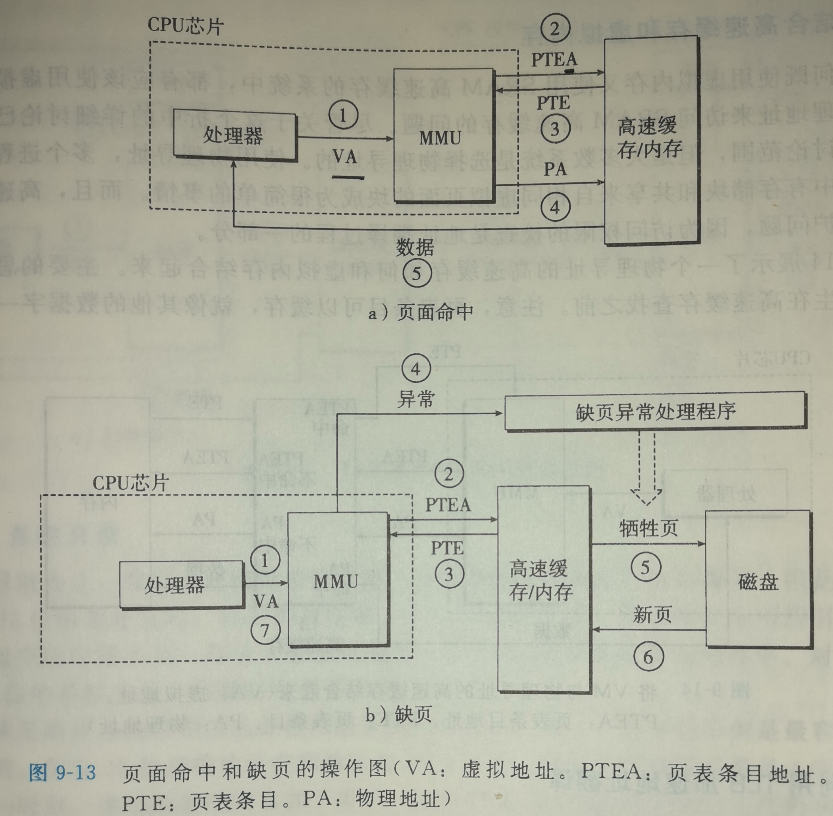 CPU芯片
②
PTEA
处理器
①
VA
MMU
PTE
③
高速缓
存/内存
PA
④
数据
⑤
a）页面命中
④
异常
缺页异常处理程序
CPU芯片
②
PTEA
处理器
①
VA
⑦
MMU
PTE
③
高速缓
存/内存
牺牲页
⑤
磁盘
新页
⑥
b）缺页
图 9-13 页面命中和缺页的操作图(VA：虚拟地址。PTEA：页表条目地址。
PTE：页表条目。PA：物理地址)